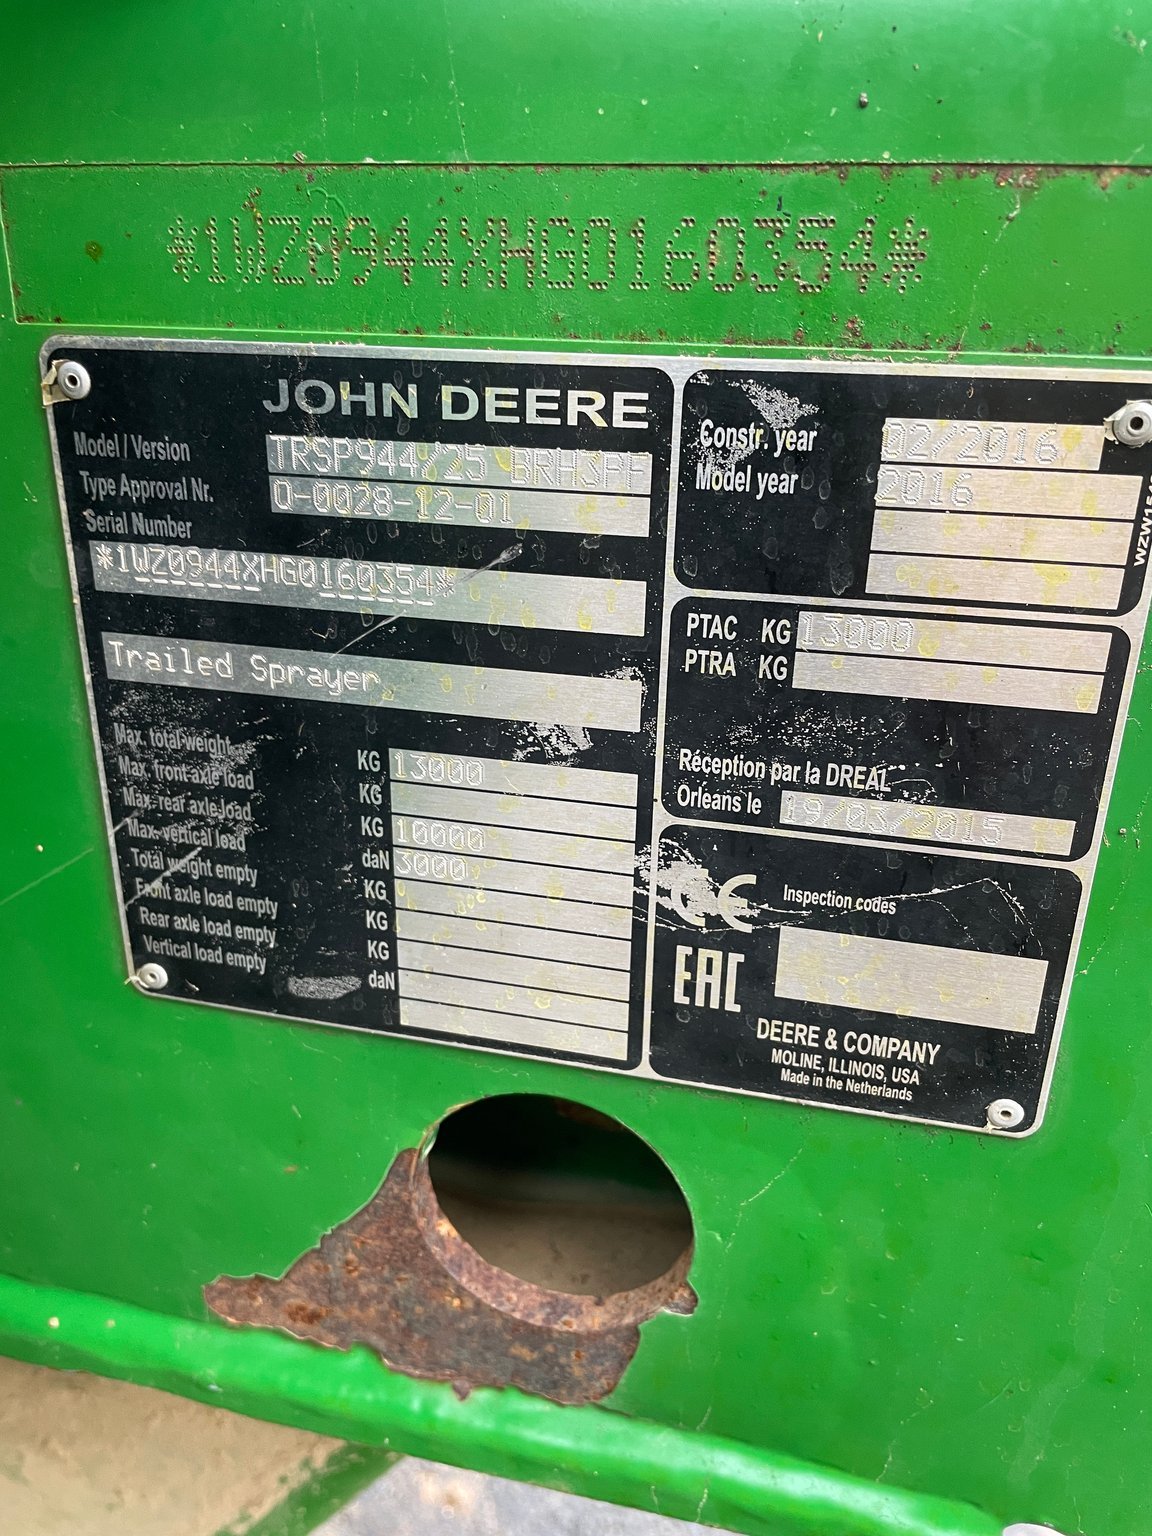 *1WZ0944XHG0160354*
JOHN DEERE
Model / Version TRSP944/25 BRH3PF
Type Approval Nr. O-0028-12-01
Serial Number
*1WZ0944XHG0160354*
Trailed Sprayer
Max. total weight KG 13000
Max. front axle load KG
Max. rear axle load KG 10000
Max. vertical load daN 3000
Total weight empty KG
Front axle load empty KG
Rear axle load empty KG
Vertical load empty daN
Constr. year 02/2016
Model year 2016
PTAC KG 13000
PTRA KG
Réception par la DREAL
Orleans le 19/03/2015
CE
Inspection codes
EAC
DEERE & COMPANY
MOLINE, ILLINOIS, USA
Made in the Netherlands